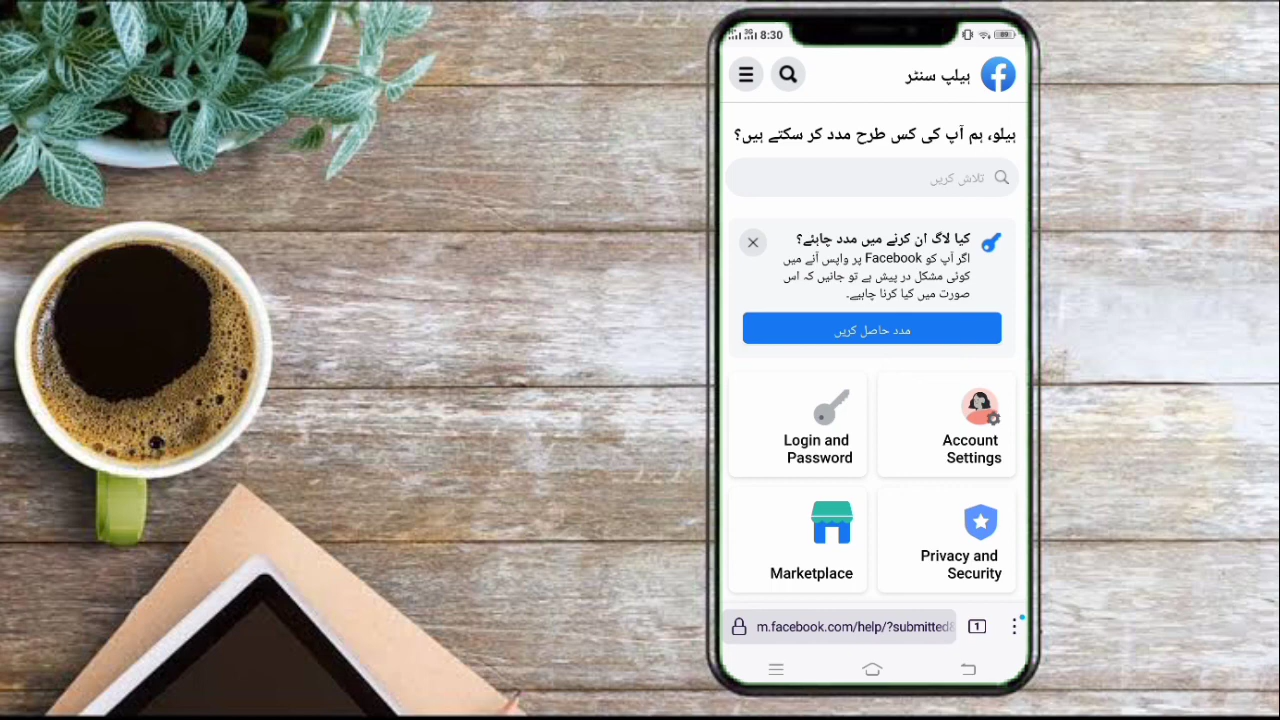 3G 8:30
89
ہیلپ سنٹر
ہیلو، ہم آپ کی کس طرح مدد کر سکتے ہیں؟
تلاش کریں
کیا لاگ ان کرنے میں مدد چاہئے؟
اگر آپ کو Facebook پر واپس آنے میں
کوئی مشکل در پیش ہے تو جانیں کہ اس
صورت میں کیا کرنا چاہیے۔
مدد حاصل کریں
Account
Settings
Login and
Password
Privacy and
Security
Marketplace
m.facebook.com/help/?submitted
1